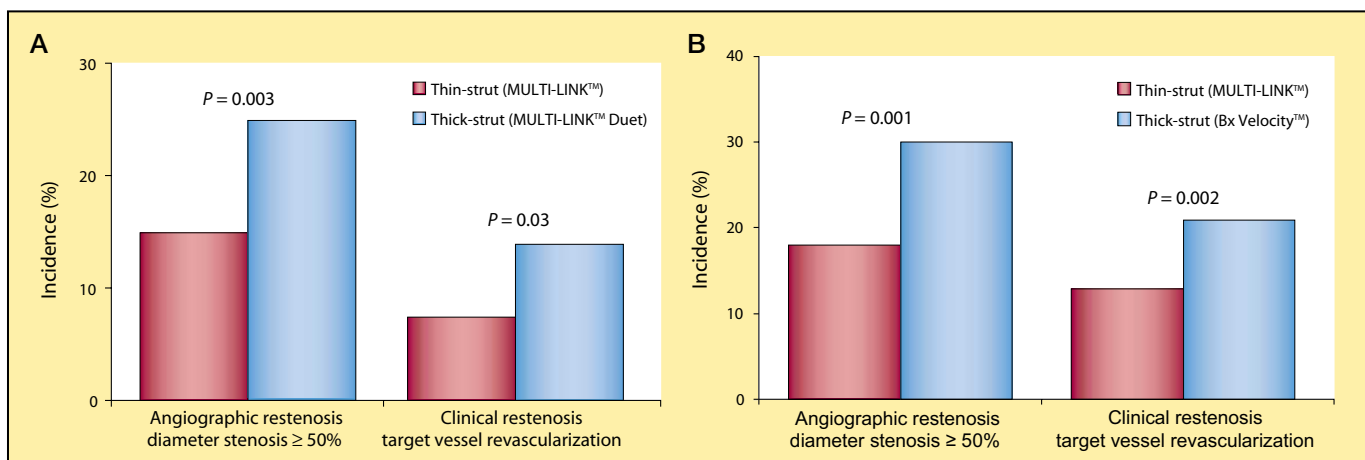 A
30
20
10
0
Incidence (%)
Thin-strut (MULTI-LINK™)
Thick-strut (MULTI-LINK™ Duet)
P = 0.003
P = 0.03
Angiographic restenosis
diameter stenosis ≥ 50%
Clinical restenosis
target vessel revascularization
B
40
30
20
10
0
Incidence (%)
Thin-strut (MULTI-LINK™)
Thick-strut (Bx Velocity™)
P = 0.001
P = 0.002
Angiographic restenosis
diameter stenosis ≥ 50%
Clinical restenosis
target vessel revascularization